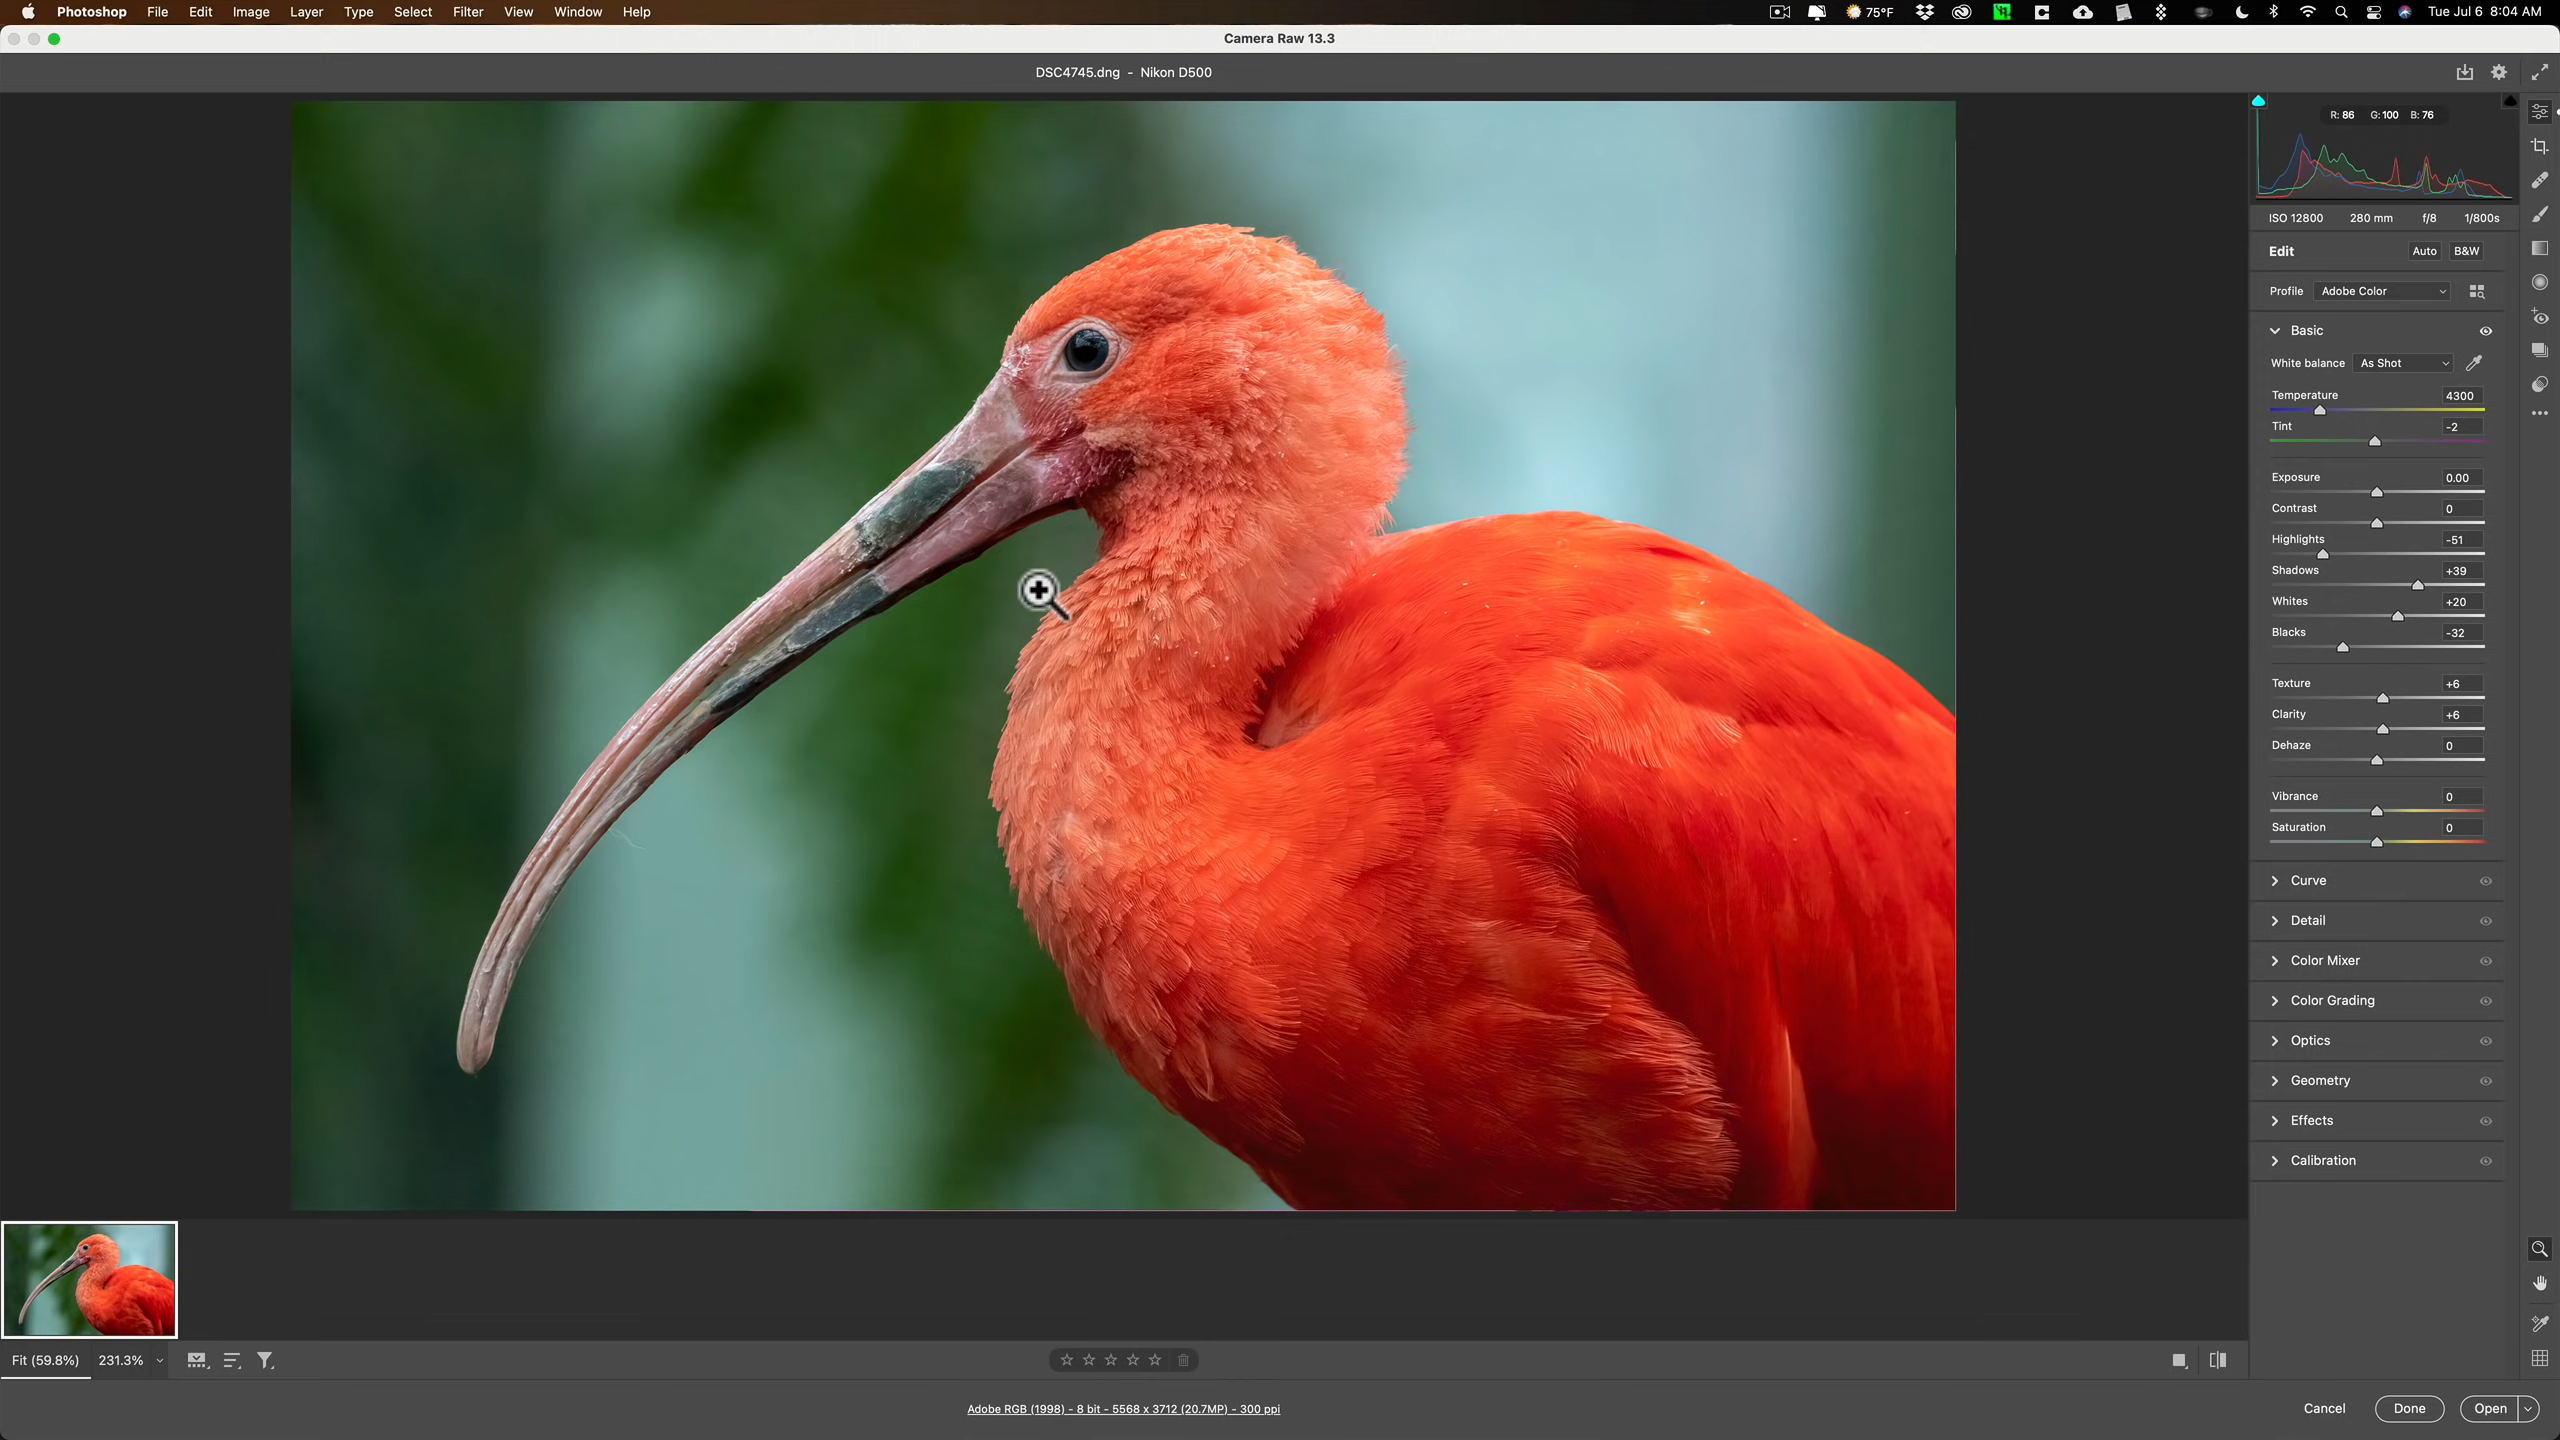 Photoshop File Edit Image Layer Type Select Filter View Window Help 75°F Tue Jul 6 8:04 AM
Camera Raw 13.3
DSC4745.dng - Nikon D500
R: 86 G: 100 B: 76
ISO 12800 280 mm f/8 1/800s
Edit Auto B&W
Profile Adobe Color
Basic
White balance As Shot
Temperature 4300
Tint -2
Exposure 0.00
Contrast 0
Highlights -51
Shadows +39
Whites +20
Blacks -32
Texture +6
Clarity +6
Dehaze 0
Vibrance 0
Saturation 0
Curve
Detail
Color Mixer
Color Grading
Optics
Geometry
Effects
Calibration
Fit (59.8%) 231.3%
Adobe RGB (1998) - 8 bit - 5568 x 3712 (20.7MP) - 300 ppi
Cancel Done Open